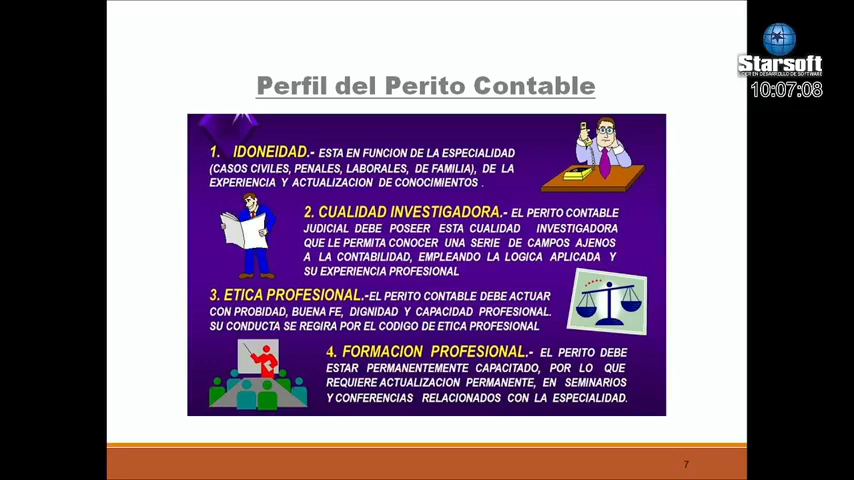 Starsoft
LIDER EN DESARROLLO DE SOFTWARE
10:07:08
Perfil del Perito Contable
1. IDONEIDAD.- ESTA EN FUNCION DE LA ESPECIALIDAD
(CASOS CIVILES, PENALES, LABORALES, DE FAMILIA), DE LA
EXPERIENCIA Y ACTUALIZACION DE CONOCIMIENTOS .
2. CUALIDAD INVESTIGADORA.- EL PERITO CONTABLE
JUDICIAL DEBE POSEER ESTA CUALIDAD INVESTIGADORA
QUE LE PERMITA CONOCER UNA SERIE DE CAMPOS AJENOS
A LA CONTABILIDAD, EMPLEANDO LA LOGICA APLICADA Y
SU EXPERIENCIA PROFESIONAL
3. ETICA PROFESIONAL.-EL PERITO CONTABLE DEBE ACTUAR
CON PROBIDAD, BUENA FE, DIGNIDAD Y CAPACIDAD PROFESIONAL.
SU CONDUCTA SE REGIRA POR EL CODIGO DE ETICA PROFESIONAL
4. FORMACION PROFESIONAL.- EL PERITO DEBE
ESTAR PERMANENTEMENTE CAPACITADO, POR LO QUE
REQUIERE ACTUALIZACION PERMANENTE, EN SEMINARIOS
Y CONFERENCIAS RELACIONADOS CON LA ESPECIALIDAD.
7